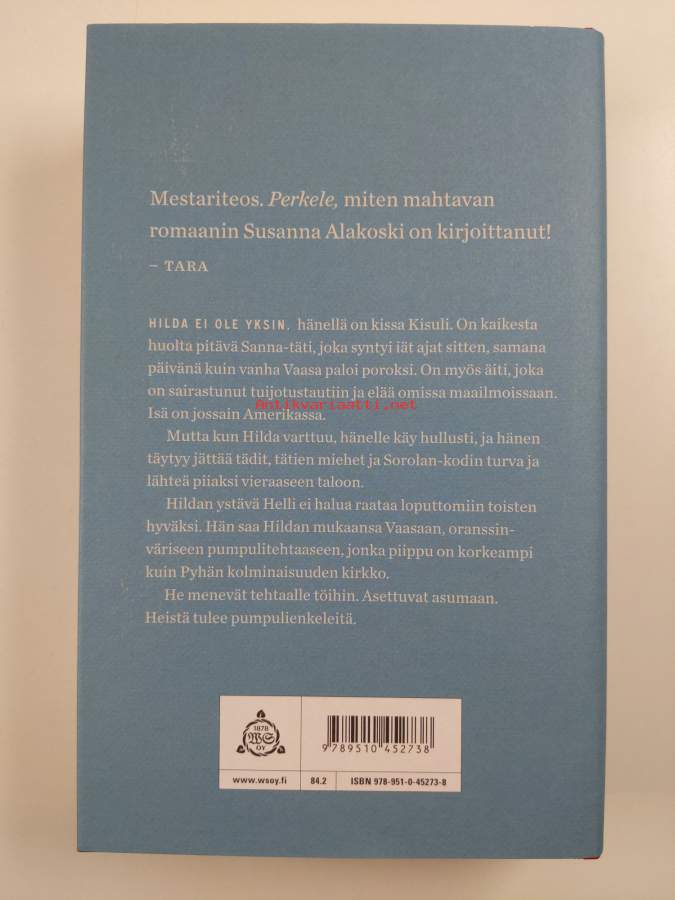 Mestariteos. Perkele, miten mahtavan
romaanin Susanna Alakoski on kirjoittanut!
– TARA
HILDA EI OLE YKSIN, hänellä on kissa Kisuli. On kaikesta
huolta pitävä Sanna-täti, joka syntyi iät ajat sitten, samana
päivänä kuin vanha Vaasa paloi poroksi. On myös äiti, joka
on sairastunut tuijotustautiin ja elää omissa maailmoissaan.
Antikvariaatti.net
Isä on jossain Amerikassa.
Mutta kun Hilda varttuu, hänelle käy hullusti, ja hänen
täytyy jättää tädit, tätien miehet ja Sorolan-kodin turva ja
lähteä piiaksi vieraaseen taloon.
Hildan ystävä Helli ei halua raataa loputtomiin toisten
hyväksi. Hän saa Hildan mukaansa Vaasaan, oranssin-
väriseen pumpulitehtaaseen, jonka piippu on korkeampi
kuin Pyhän kolminaisuuden kirkko.
He menevät tehtaalle töihin. Asettuvat asumaan.
Heistä tulee pumpulienkeleitä.
1878
WS
OY
9 789510 452738
www.wsoy.fi
84.2
ISBN 978-951-0-45273-8